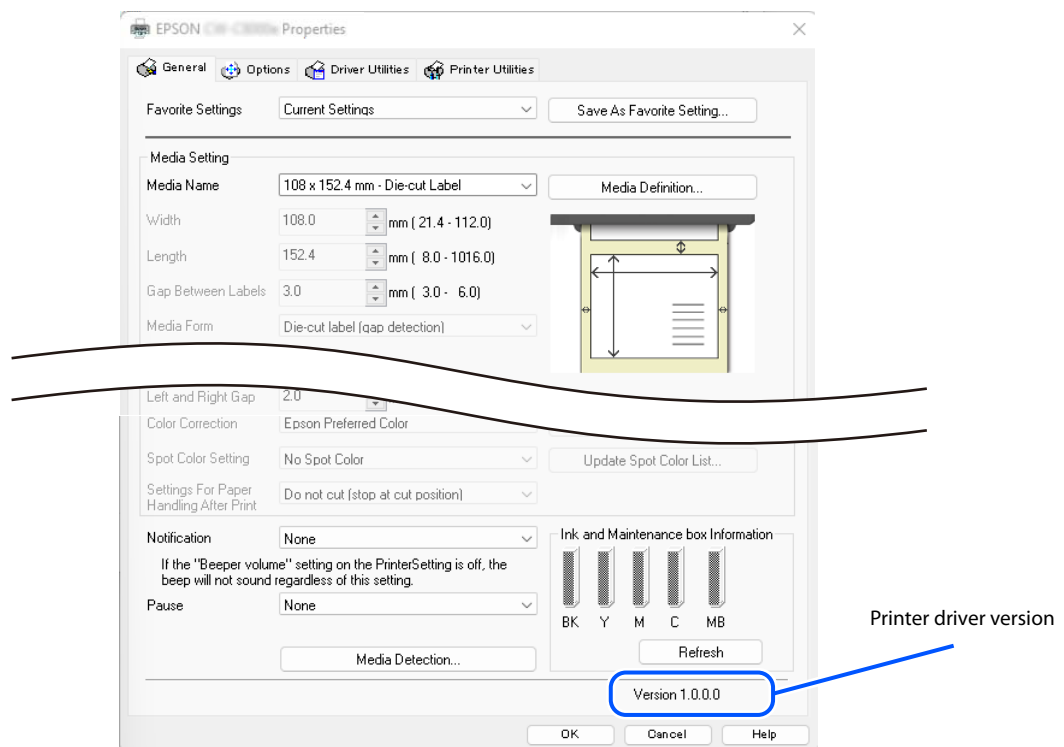 EPSON Properties
General Options Driver Utilities Printer Utilities
Favorite Settings Current Settings Save As Favorite Setting...
Media Setting
Media Name 108 x 152.4 mm - Die-cut Label Media Definition...
Width 108.0 mm ( 21.4 - 112.0)
Length 152.4 mm ( 8.0 - 1016.0)
Gap Between Labels 3.0 mm ( 3.0 - 6.0)
Media Form Die-cut label (gap detection)
Left and Right Gap 2.0
Color Correction Epson Preferred Color
Spot Color Setting No Spot Color Update Spot Color List...
Settings For Paper
Handling After Print Do not cut (stop at cut position)
Notification None
If the "Beeper volume" setting on the PrinterSetting is off, the
beep will not sound regardless of this setting.
Pause None
Media Detection...
Ink and Maintenance box Information
BK Y M C MB
Refresh
Version 1.0.0.0
Printer driver version
OK Cancel Help